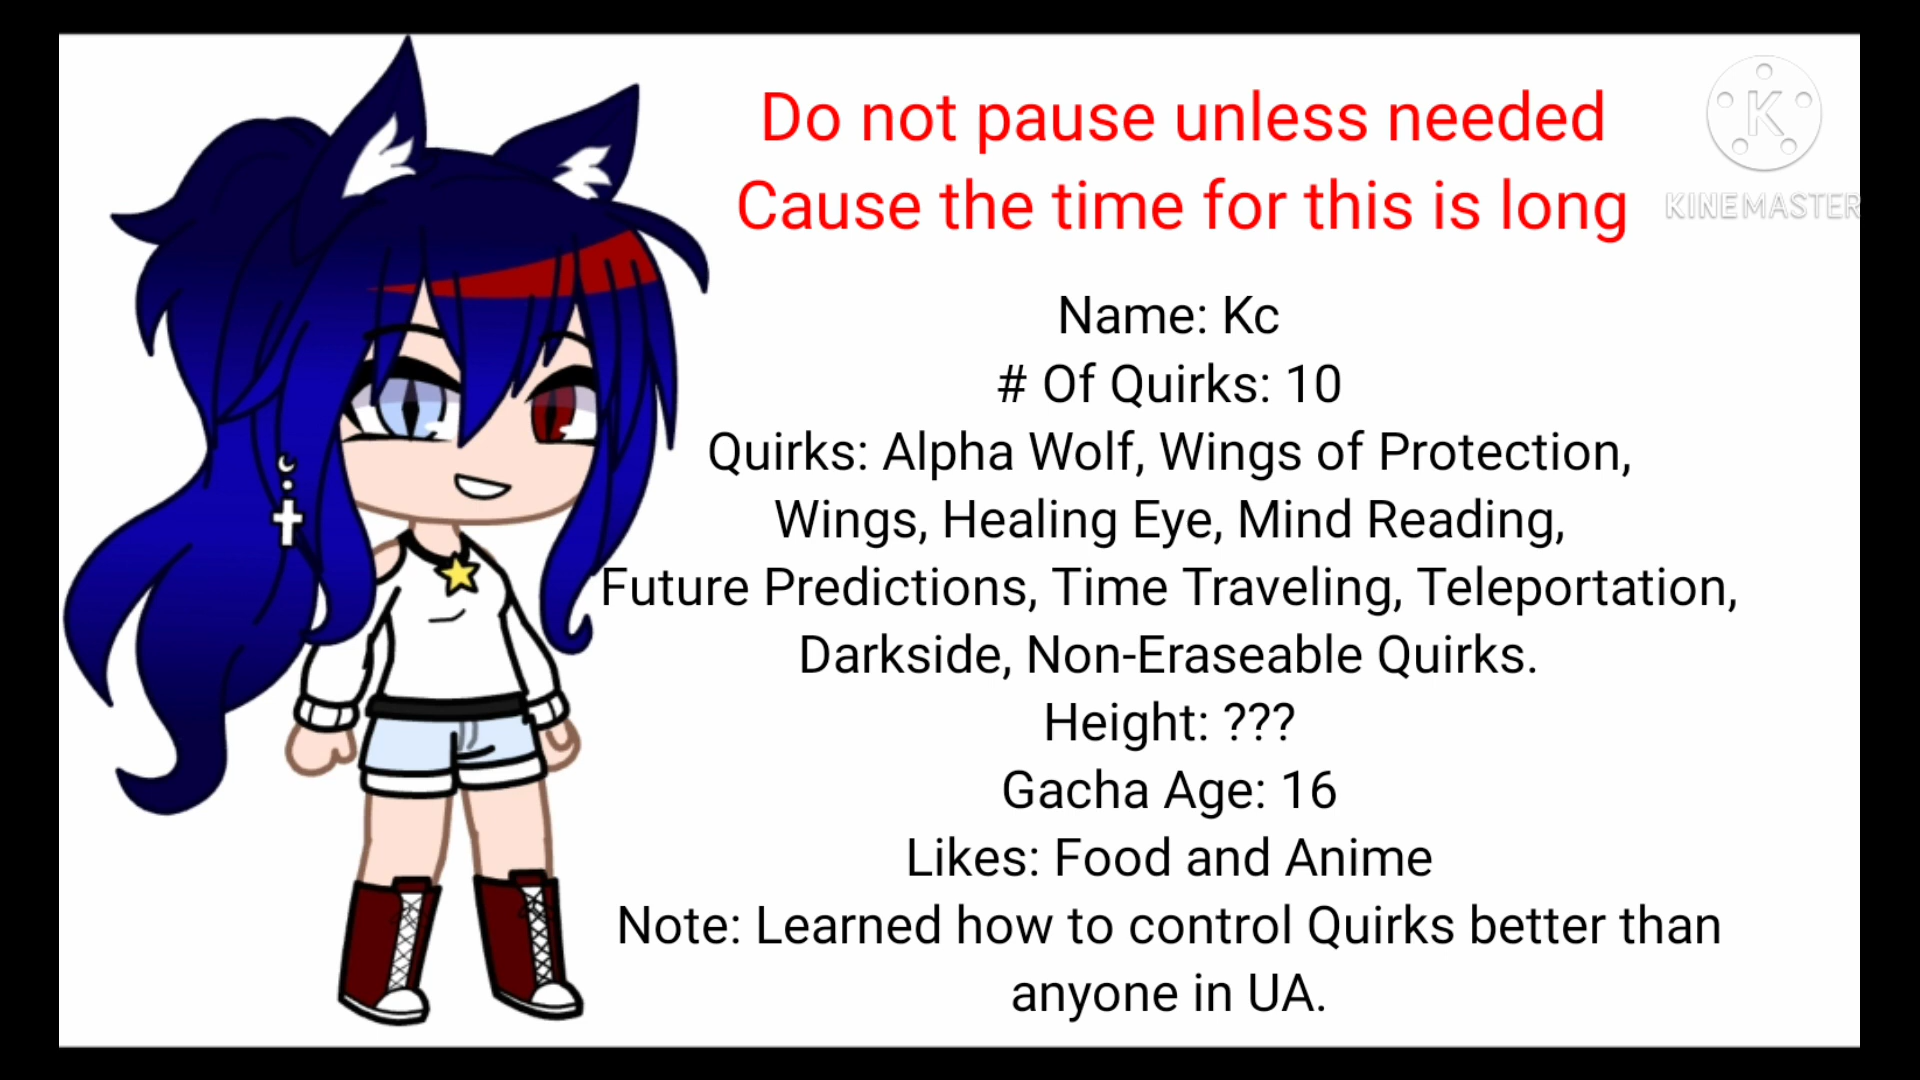 Do not pause unless needed
Cause the time for this is long
K
KINEMASTER
Name: Kc
# Of Quirks: 10
Quirks: Alpha Wolf, Wings of Protection,
Wings, Healing Eye, Mind Reading,
Future Predictions, Time Traveling, Teleportation,
Darkside, Non-Eraseable Quirks.
Height: ???
Gacha Age: 16
Likes: Food and Anime
Note: Learned how to control Quirks better than
anyone in UA.